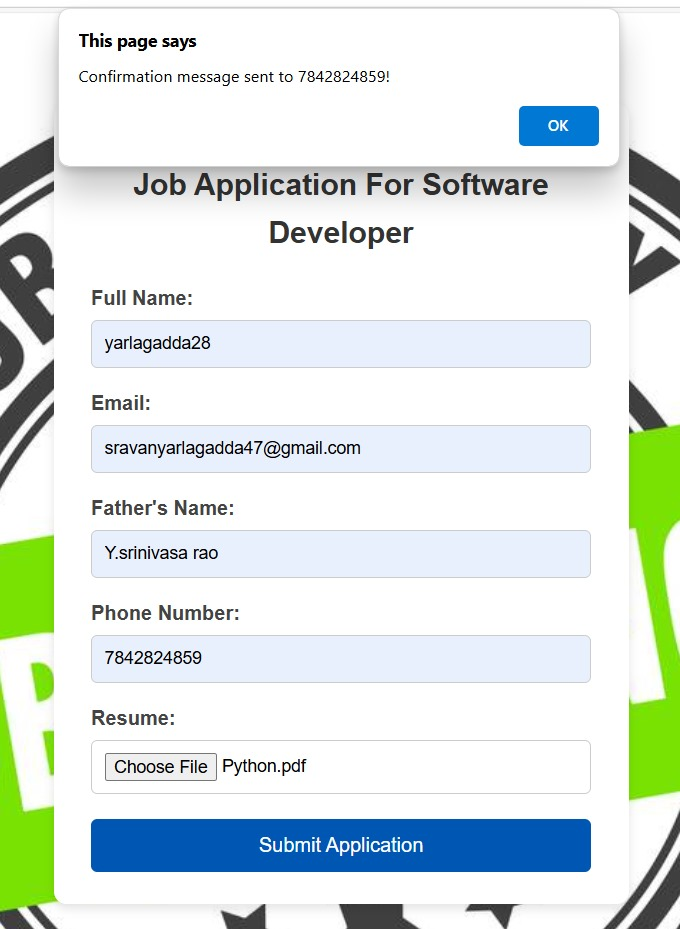 This page says
Confirmation message sent to 7842824859!
OK
Job Application For Software
Developer
Full Name:
yarlagadda28
Email:
sravanyarlagadda47@gmail.com
Father's Name:
Y.srinivasa rao
Phone Number:
7842824859
Resume:
Choose File Python.pdf
Submit Application